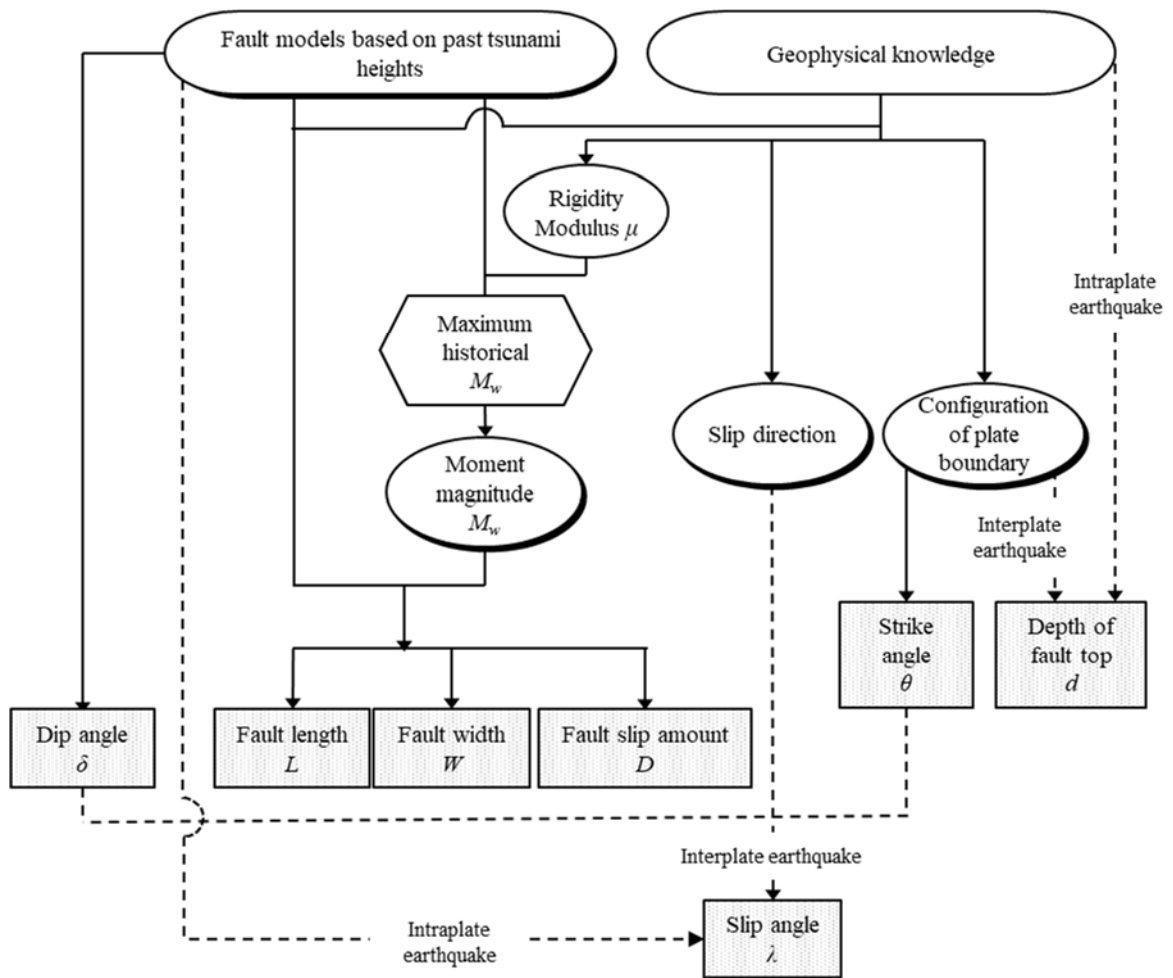 Fault models based on past tsunami
heights
Geophysical knowledge
Rigidity
Modulus μ
Intraplate
earthquake
Maximum
historical
M_w
Slip direction
Configuration
of plate
boundary
Moment
magnitude
M_w
Interplate
earthquake
Strike
angle
θ
Depth of
fault top
d
Dip angle
δ
Fault length
L
Fault width
W
Fault slip amount
D
Interplate earthquake
Intraplate
earthquake
Slip angle
λ